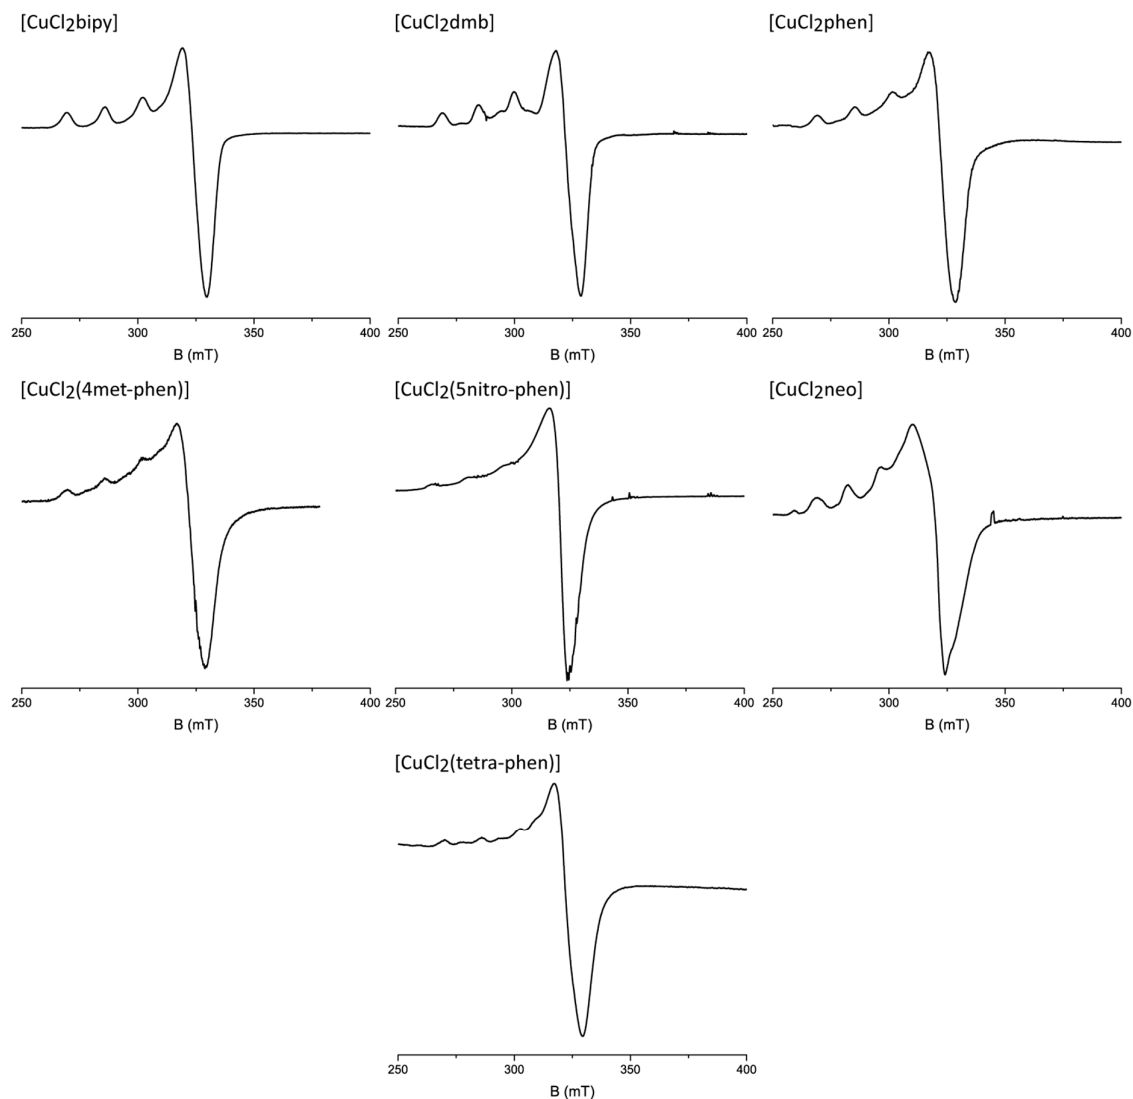 [CuCl2bipy] [CuCl2dmb] [CuCl2phen]
250 300 350 400 250 300 350 400 250 300 350 400
B (mT) B (mT) B (mT)
[CuCl2(4met-phen)] [CuCl2(5nitro-phen)] [CuCl2neo]
250 300 350 400 250 300 350 400 250 300 350 400
B (mT) B (mT) B (mT)
[CuCl2(tetra-phen)]
250 300 350 400
B (mT)